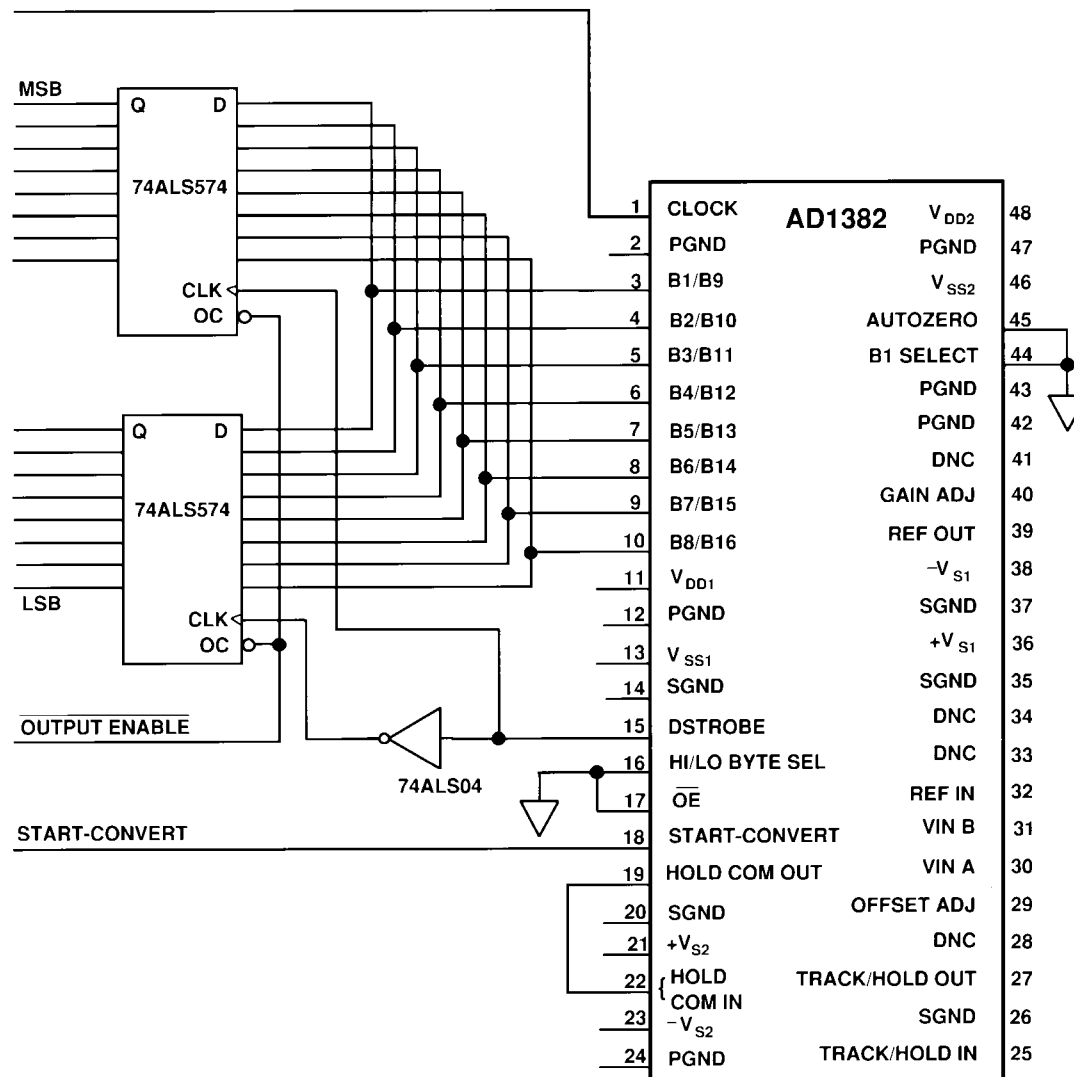 MSB
Q D
74ALS574
CLK
OC
Q D
74ALS574
LSB
CLK
OC
OUTPUT ENABLE
74ALS04
START-CONVERT
AD1382
1 CLOCK
2 PGND
3 B1/B9
4 B2/B10
5 B3/B11
6 B4/B12
7 B5/B13
8 B6/B14
9 B7/B15
10 B8/B16
11 VDD1
12 PGND
13 VSS1
14 SGND
15 DSTROBE
16 HI/LO BYTE SEL
17 OE
18 START-CONVERT
19 HOLD COM OUT
20 SGND
21 +VS2
22 { HOLD
COM IN
23 –VS2
24 PGND
VDD2 48
PGND 47
VSS2 46
AUTOZERO 45
B1 SELECT 44
PGND 43
PGND 42
DNC 41
GAIN ADJ 40
REF OUT 39
–VS1 38
SGND 37
+VS1 36
SGND 35
DNC 34
DNC 33
REF IN 32
VIN B 31
VIN A 30
OFFSET ADJ 29
DNC 28
TRACK/HOLD OUT 27
SGND 26
TRACK/HOLD IN 25